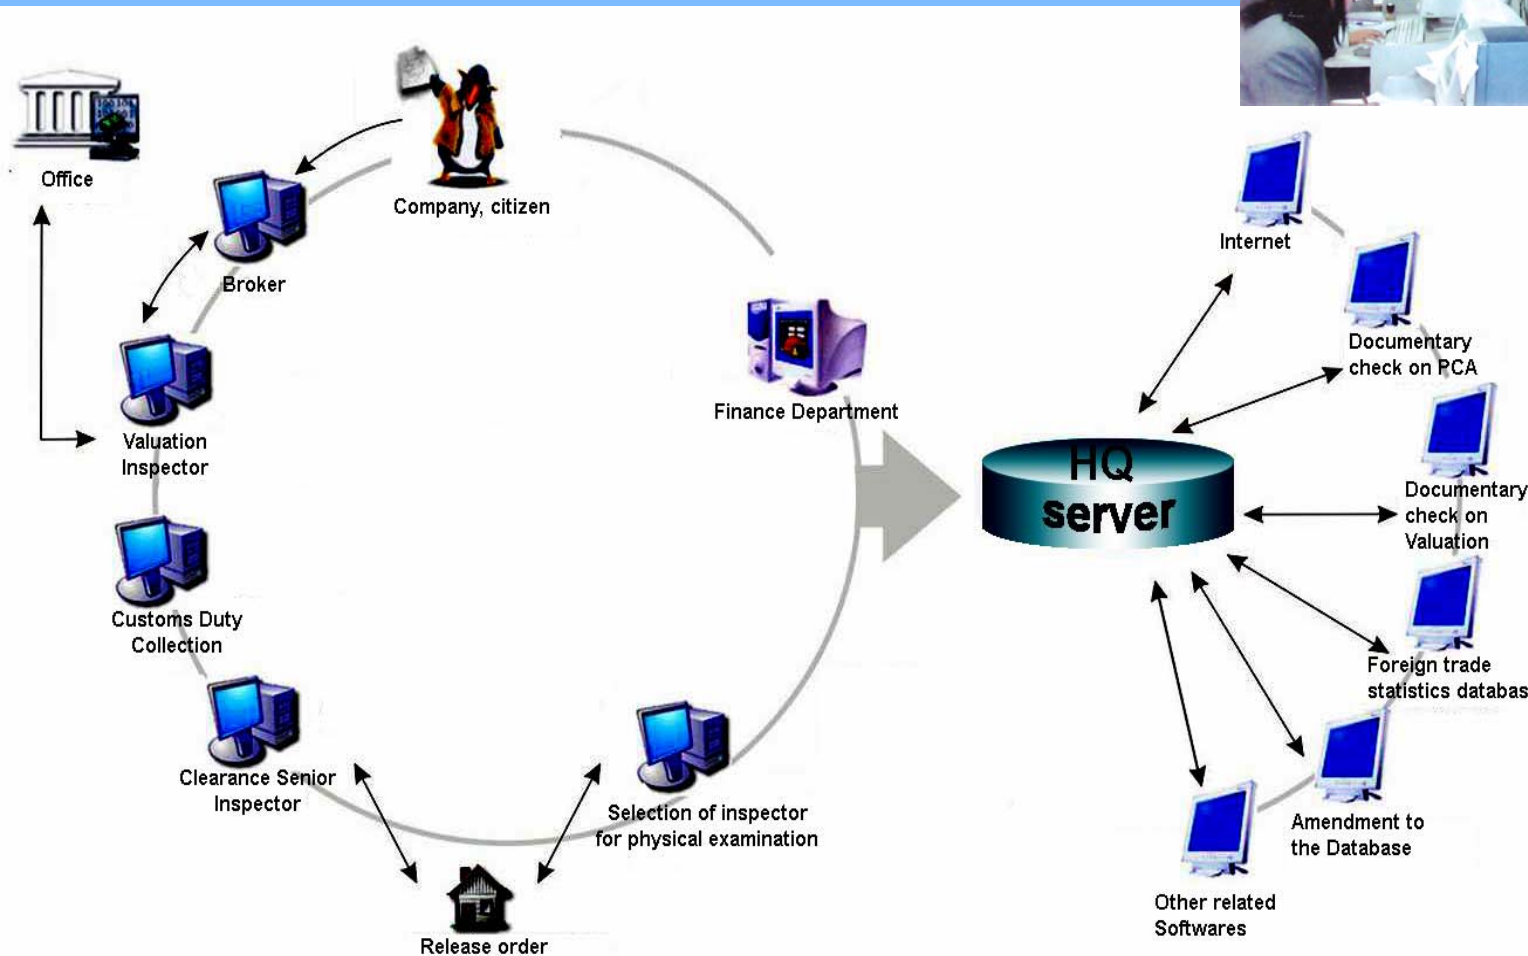 Office
Company, citizen
Broker
Valuation
Inspector
Customs Duty
Collection
Clearance Senior
Inspector
Release order
Selection of inspector
for physical examination
Finance Department
HQ
server
Internet
Documentary
check on PCA
Documentary
check on
Valuation
Foreign trade
statistics databas
Amendment to
the Database
Other related
Softwares